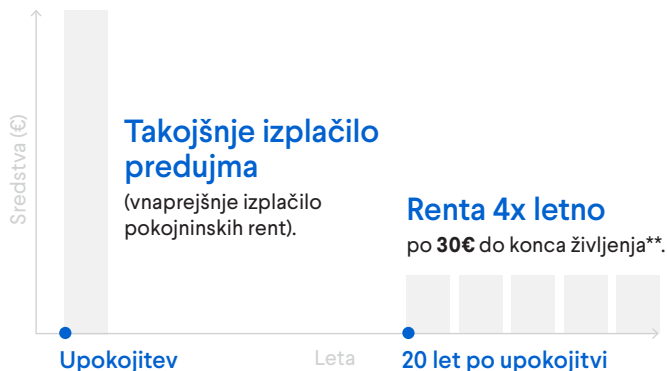 Sredstva (€)
Takojšnje izplačilo
predujma
(vnaprejšnje izplačilo
pokojninskih rent).
Renta 4x letno
po 30€ do konca življenja**.
Upokojitev
Leta
20 let po upokojitvi